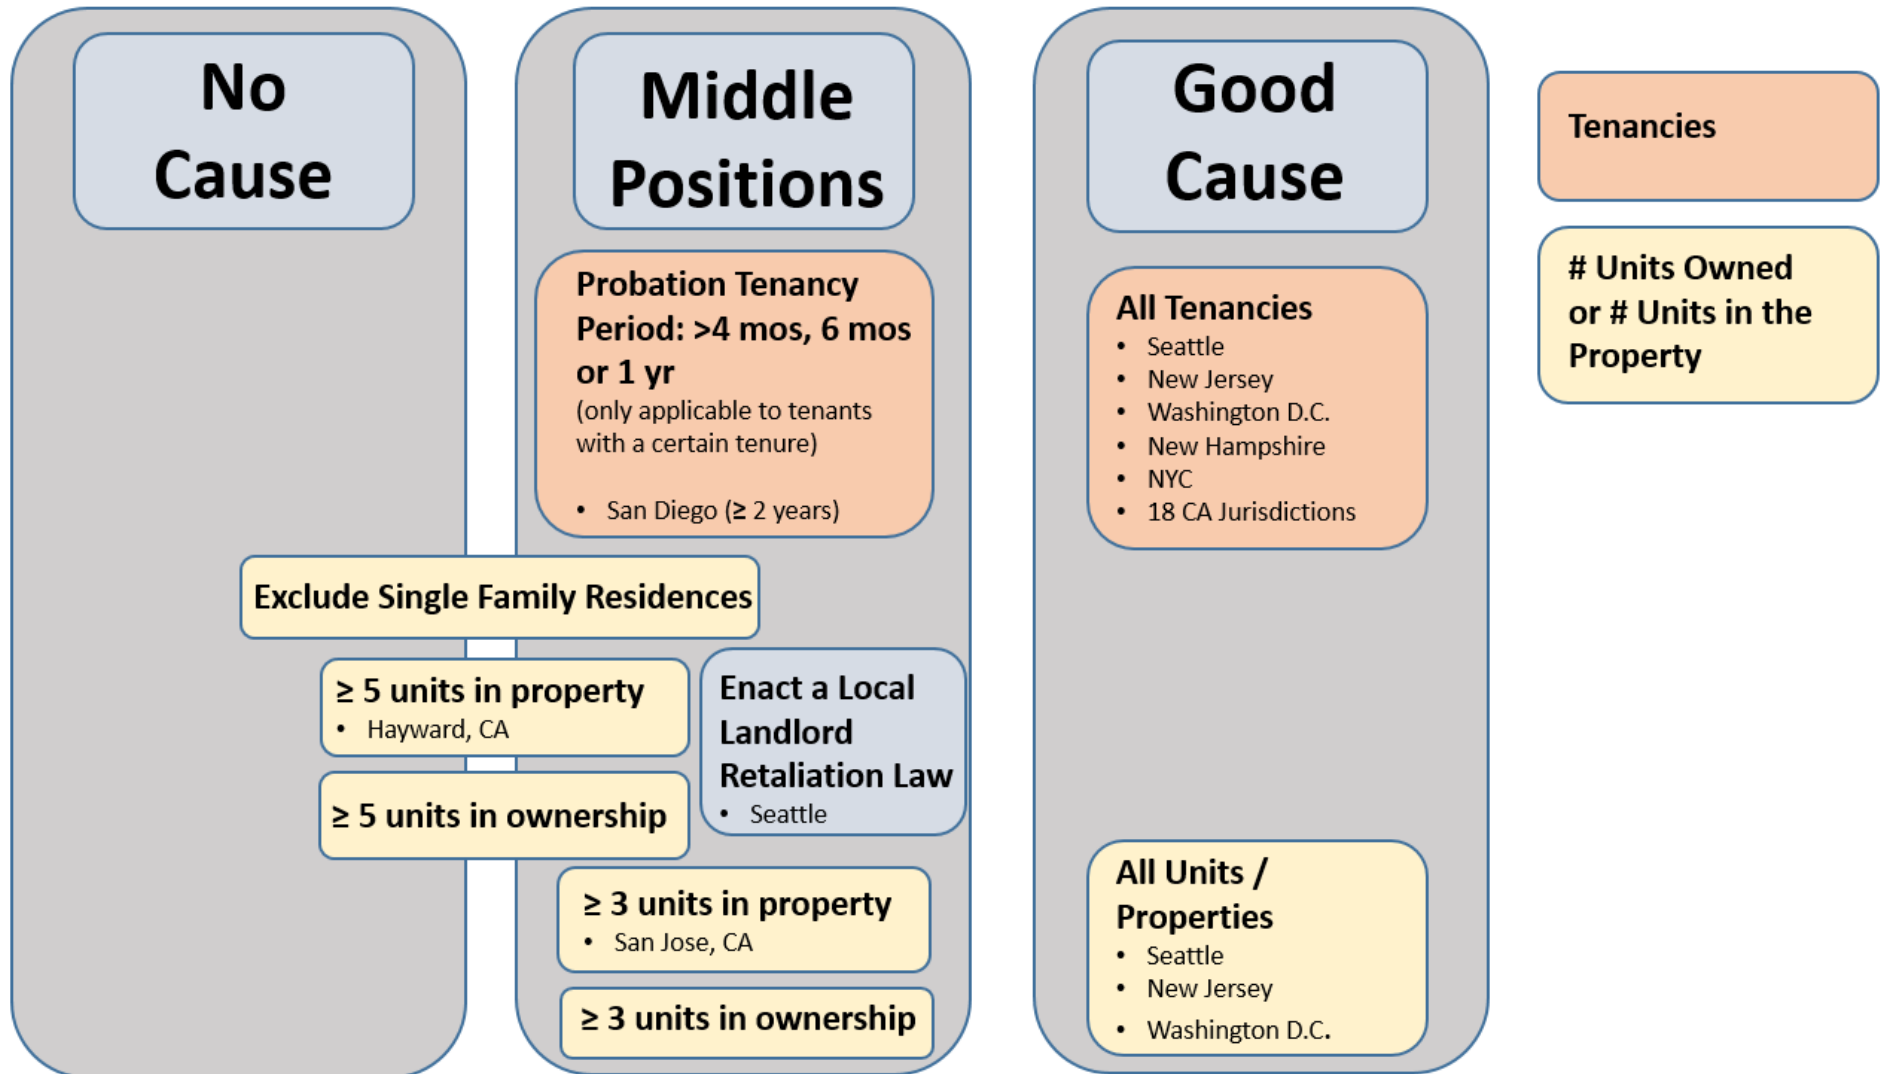 No
Cause
Middle
Positions
Probation Tenancy
Period: >4 mos, 6 mos
or 1 yr
(only applicable to tenants
with a certain tenure)
• San Diego (≥ 2 years)
Exclude Single Family Residences
≥ 5 units in property
• Hayward, CA
≥ 5 units in ownership
Enact a Local
Landlord
Retaliation Law
• Seattle
≥ 3 units in property
• San Jose, CA
≥ 3 units in ownership
Good
Cause
All Tenancies
• Seattle
• New Jersey
• Washington D.C.
• New Hampshire
• NYC
• 18 CA Jurisdictions
All Units /
Properties
• Seattle
• New Jersey
• Washington D.C.
Tenancies
# Units Owned
or # Units in the
Property